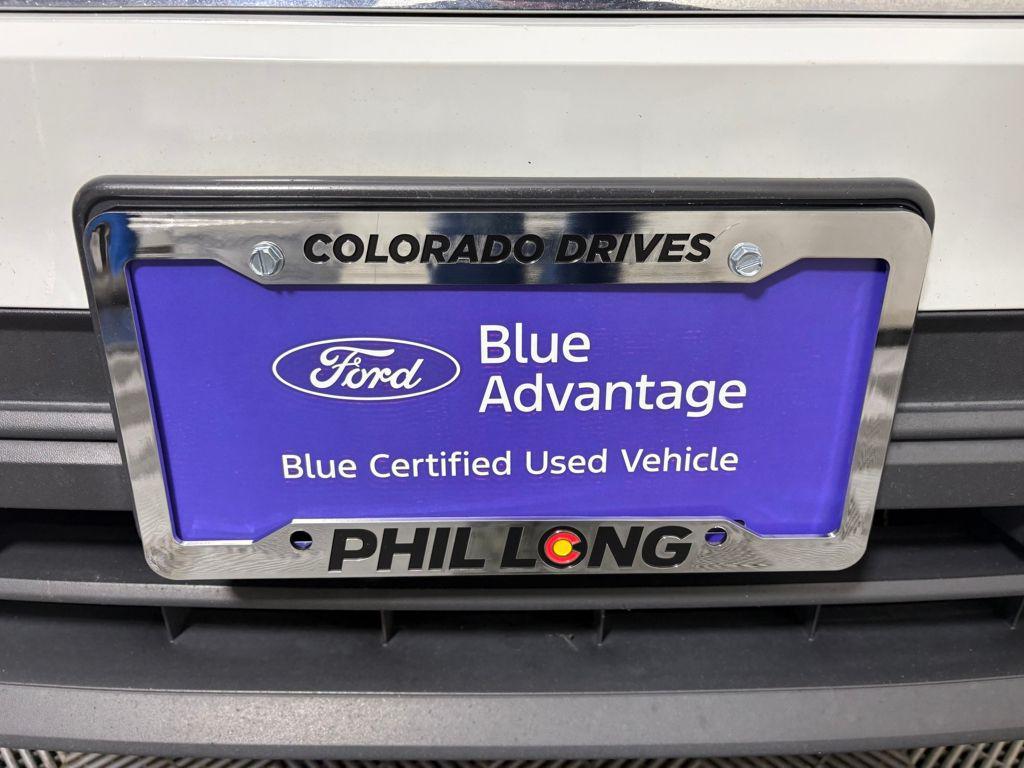 COLORADO DRIVES
Ford
Blue
Advantage
Blue Certified Used Vehicle
PHIL LONG